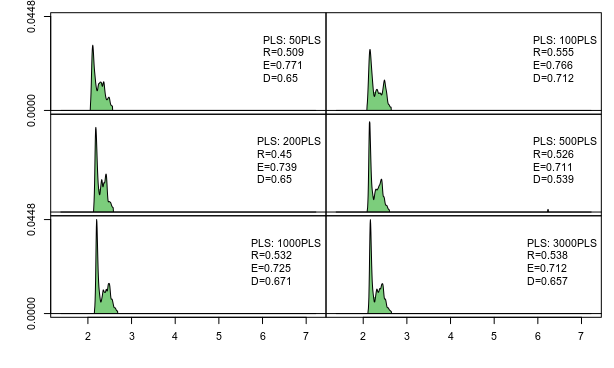 0.0448
PLS: 50PLS
R=0.509
E=0.771
D=0.65
PLS: 100PLS
R=0.555
E=0.766
D=0.712
0.0000
PLS: 200PLS
R=0.45
E=0.739
D=0.65
PLS: 500PLS
R=0.526
E=0.711
D=0.539
0.0448
PLS: 1000PLS
R=0.532
E=0.725
D=0.671
PLS: 3000PLS
R=0.538
E=0.712
D=0.657
0.0000
2 3 4 5 6 7
2 3 4 5 6 7